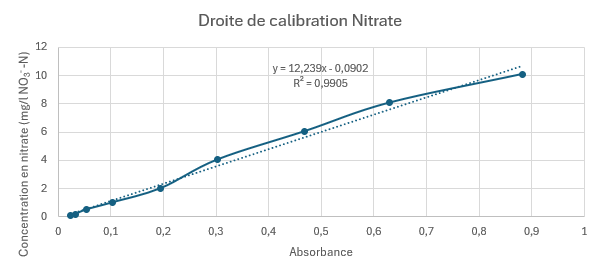 Droite de calibration Nitrate
Concentration en nitrate (mg/l NO₃⁻-N)
12
10
8
6
4
2
0
y = 12,239x - 0,0902
R² = 0,9905
0 0,1 0,2 0,3 0,4 0,5 0,6 0,7 0,8 0,9 1
Absorbance